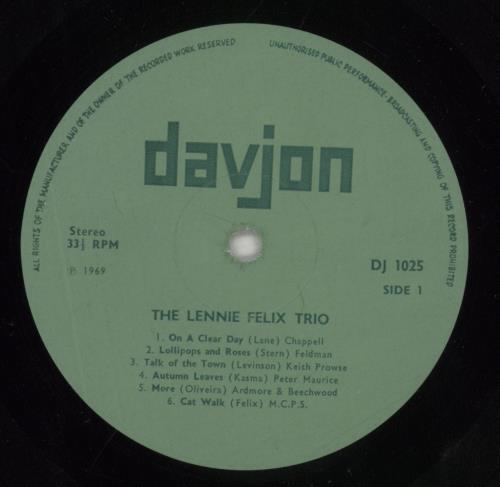 ALL RIGHTS OF THE MANUFACTURER AND OF THE OWNER OF THE RECORDED WORK RESERVED
UNAUTHORISED PUBLIC PERFORMANCE · BROADCASTING AND COPYING OF THIS RECORD PROHIBITED
davjon
Stereo
33⅓ RPM
℗ 1969
DJ 1025
SIDE 1
THE LENNIE FELIX TRIO
1. On A Clear Day (Lane) Chappell
2. Lollipops and Roses (Stern) Feldman
3. Talk of the Town (Levinson) Keith Prowse
4. Autumn Leaves (Kasma) Peter Maurice
5. More (Oliveira) Ardmore & Beechwood
6. Cat Walk (Felix) M.C.P.S.